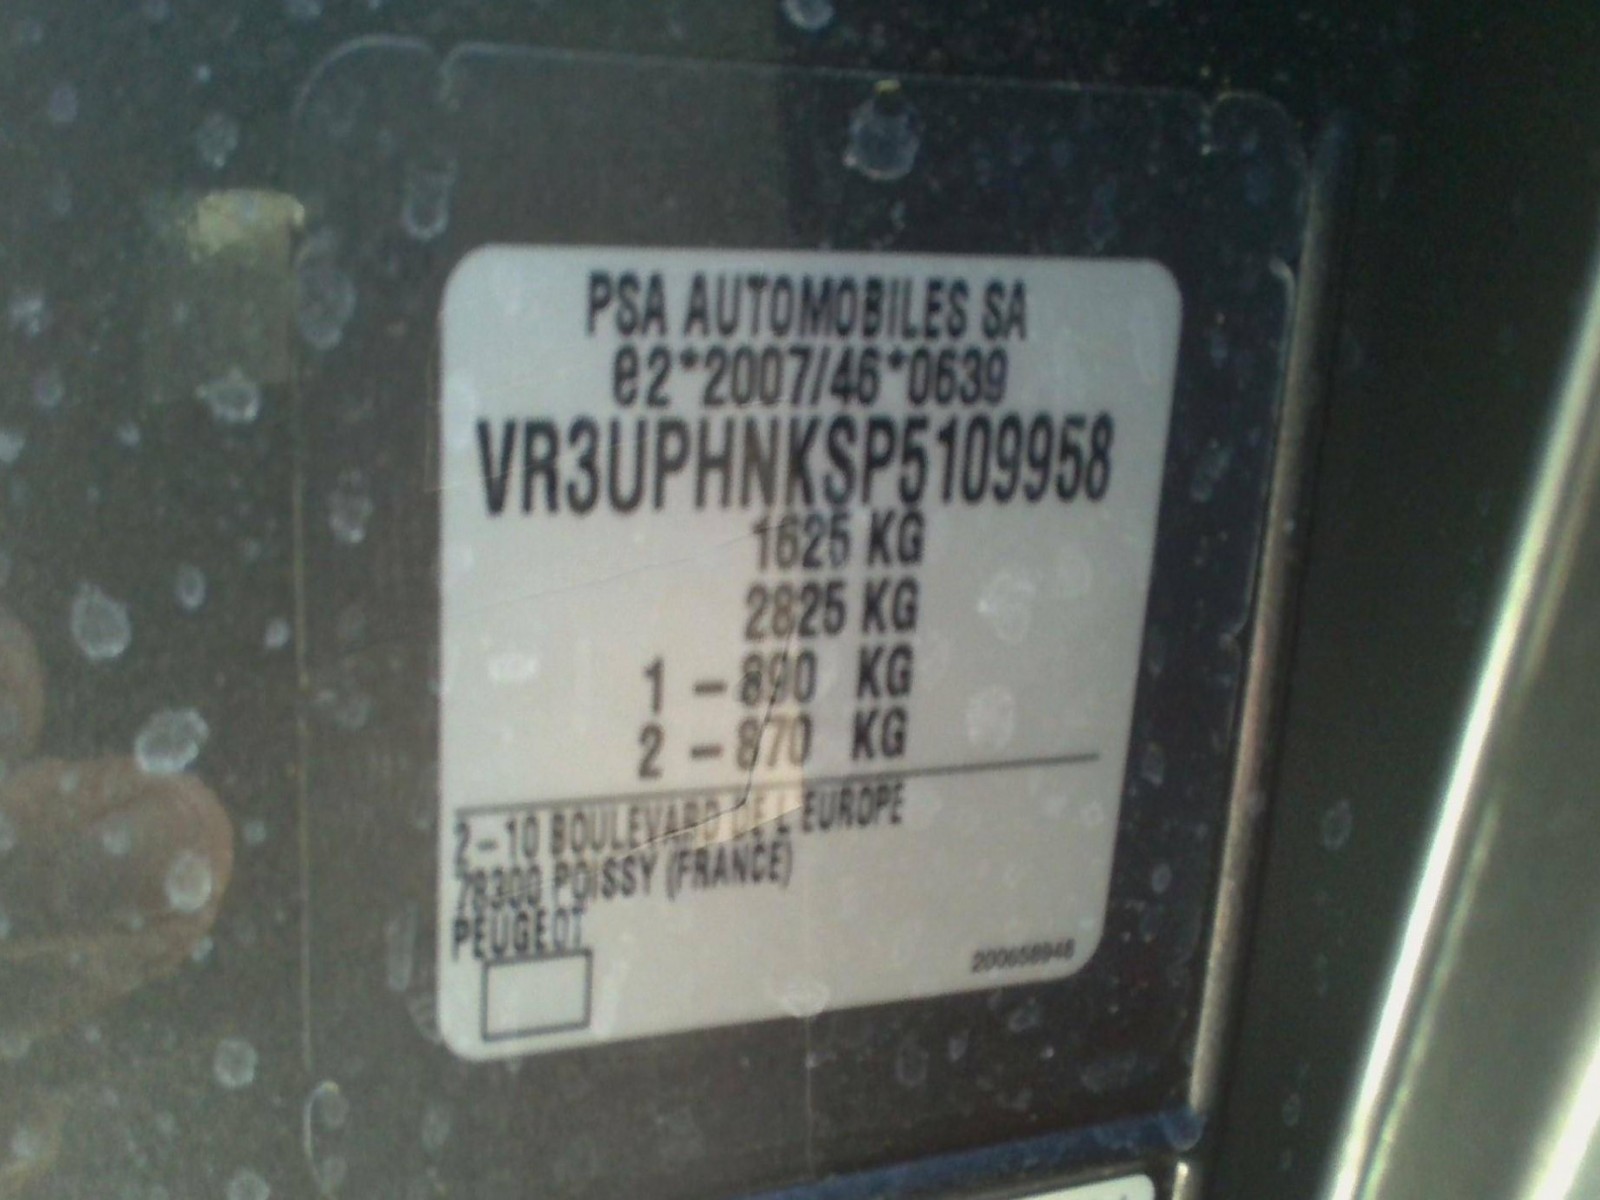 PSA AUTOMOBILES SA
e2*2007/46*0639
VR3UPHNKSP5109958
1625 KG
2825 KG
1 - 890 KG
2 - 870 KG
2-10 BOULEVARD DE L'EUROPE
78300 POISSY (FRANCE)
PEUGEOT
200658948